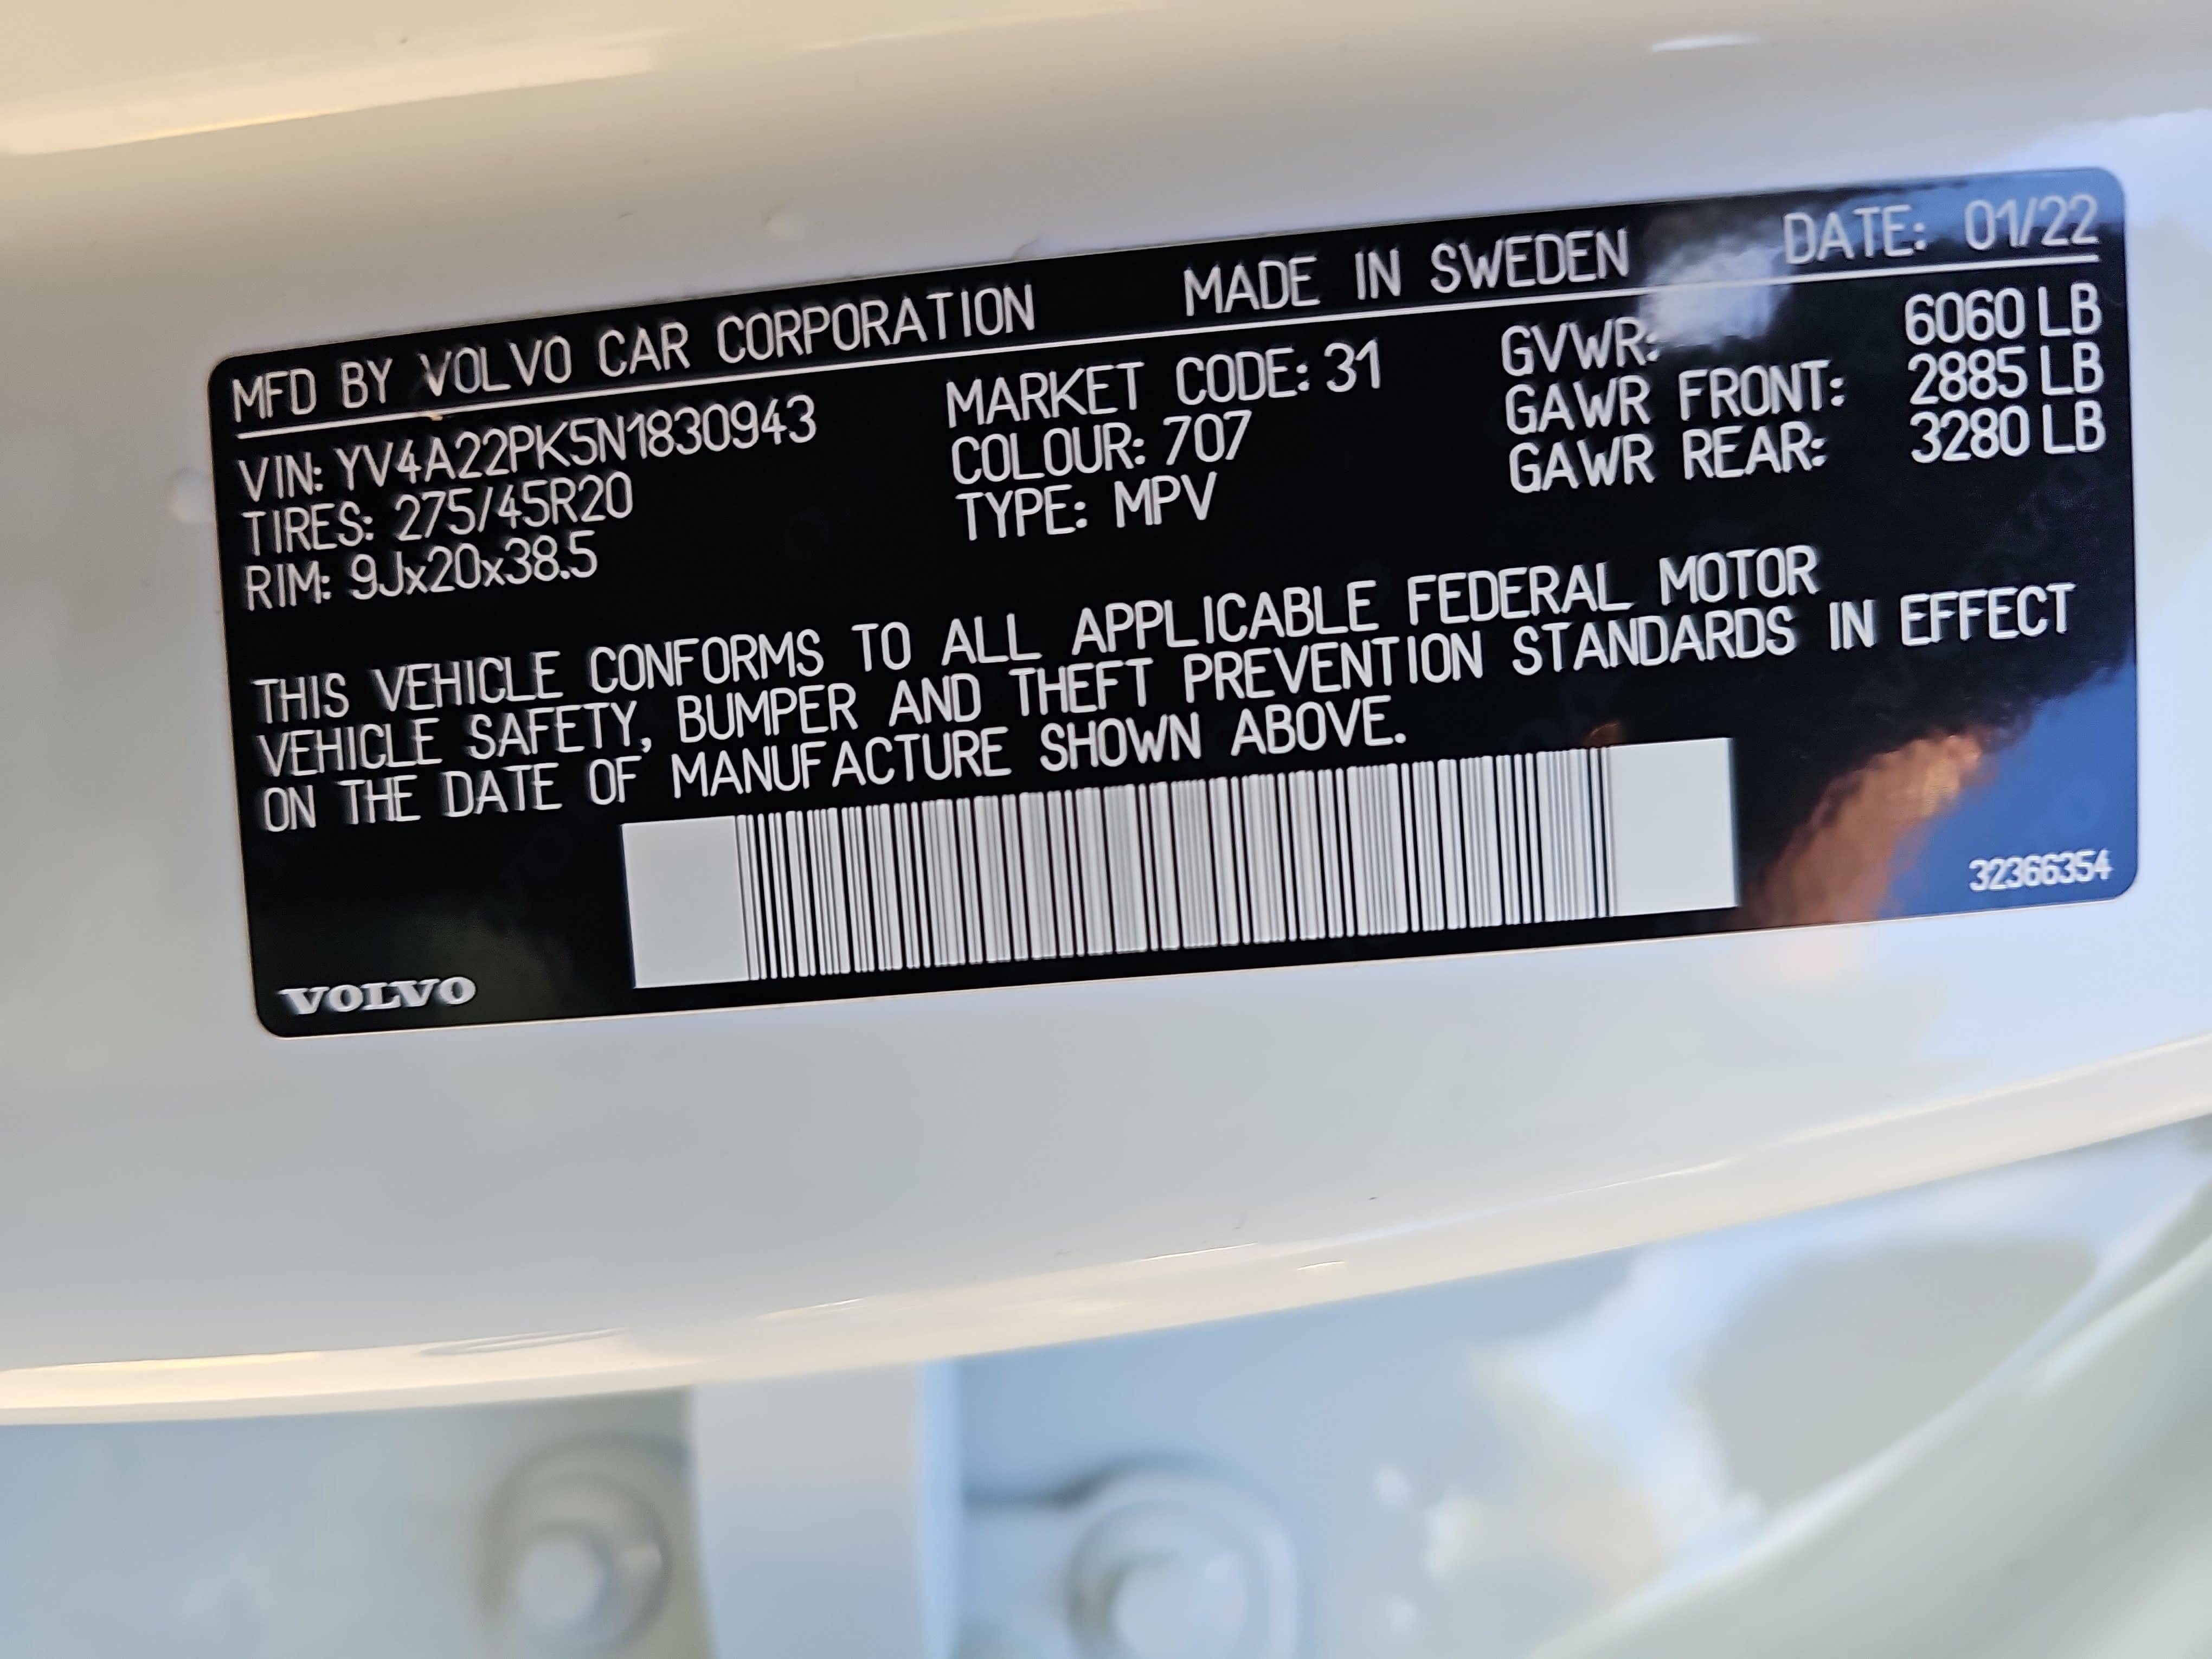 MFD BY VOLVO CAR CORPORATION MADE IN SWEDEN DATE: 01/22
VIN: YV4A22PK5N1830943 MARKET CODE: 31 GVWR: 6060 LB
TIRES: 275/45R20 COLOUR: 707 GAWR FRONT: 2885 LB
RIM: 9Jx20x38.5 TYPE: MPV GAWR REAR: 3280 LB
THIS VEHICLE CONFORMS TO ALL APPLICABLE FEDERAL MOTOR
VEHICLE SAFETY, BUMPER AND THEFT PREVENTION STANDARDS IN EFFECT
ON THE DATE OF MANUFACTURE SHOWN ABOVE.
32366354
VOLVO